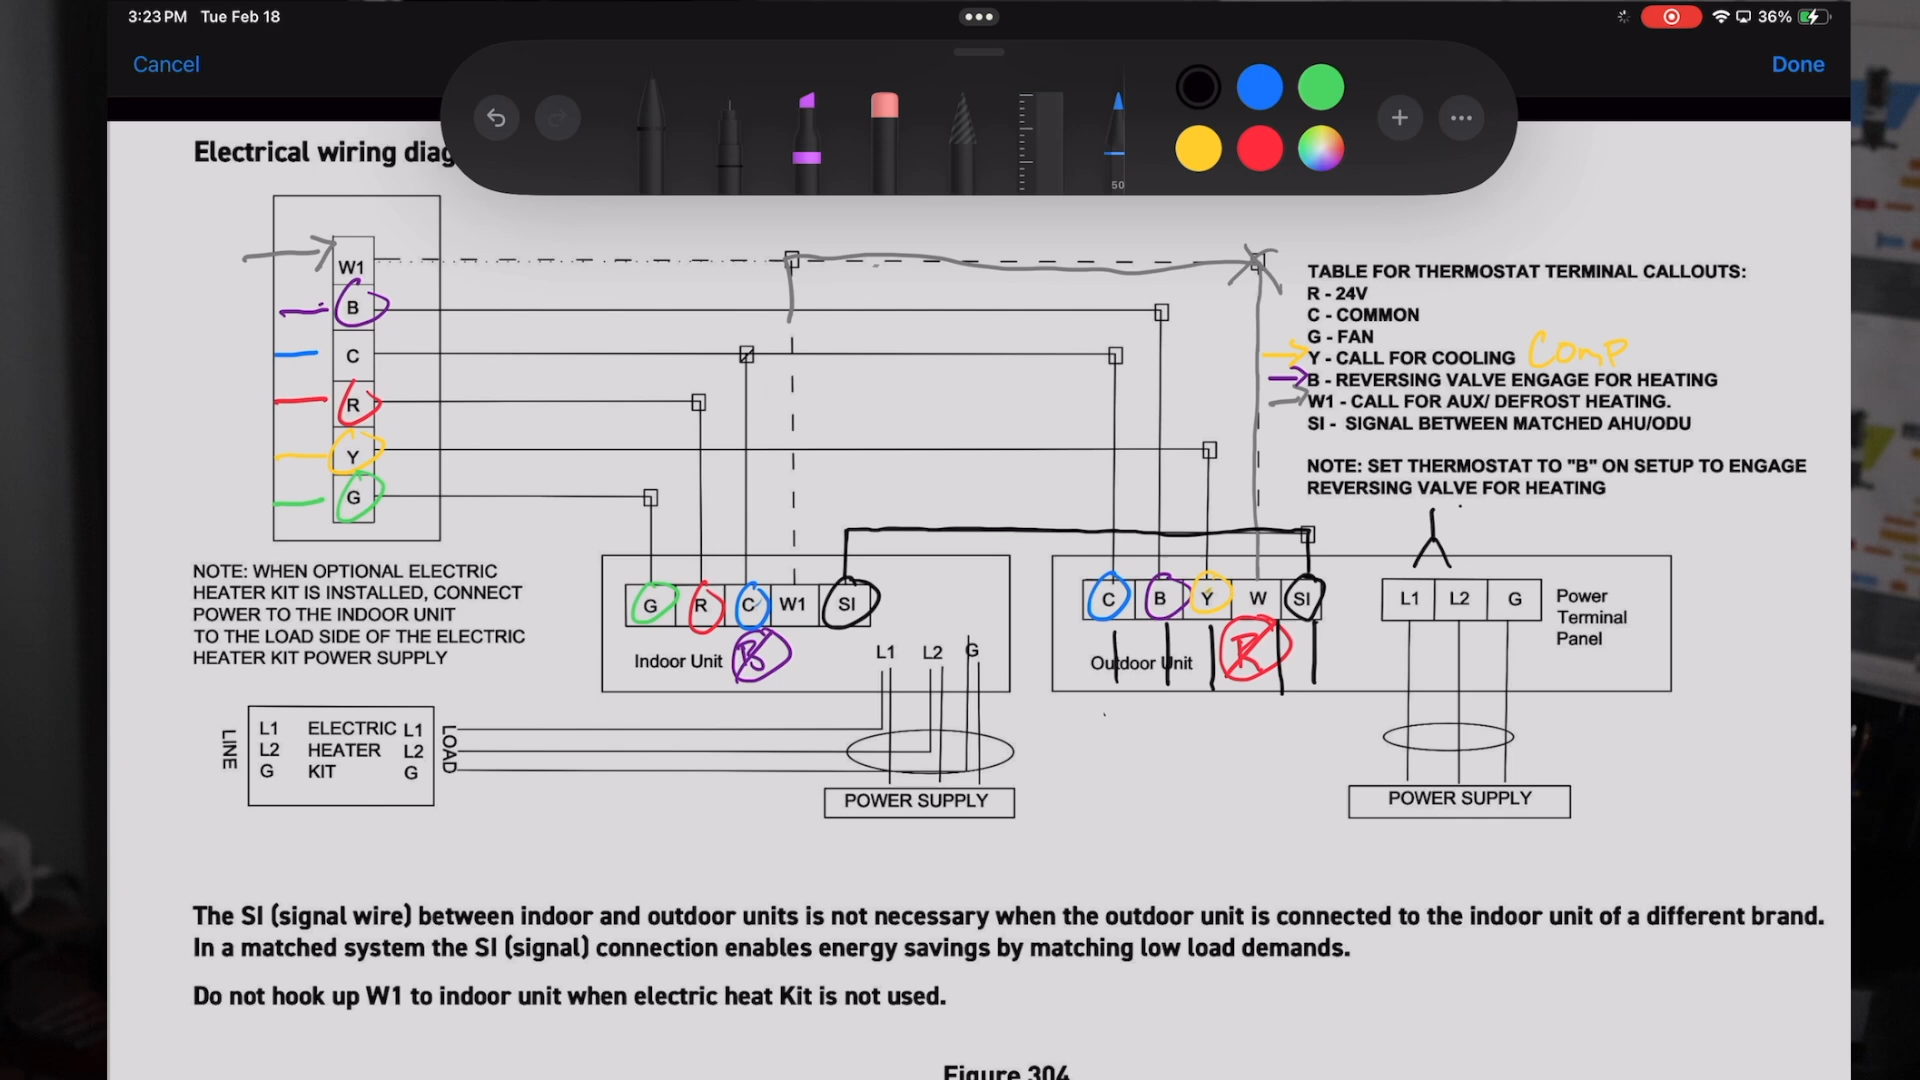 3:23 PM Tue Feb 18
36%
Cancel
Done
50
Electrical wiring diag
W1
B
C
R
Y
G
TABLE FOR THERMOSTAT TERMINAL CALLOUTS:
R - 24V
C - COMMON
G - FAN
Y - CALL FOR COOLING Comp
B - REVERSING VALVE ENGAGE FOR HEATING
W1 - CALL FOR AUX/ DEFROST HEATING.
SI - SIGNAL BETWEEN MATCHED AHU/ODU
NOTE: SET THERMOSTAT TO "B" ON SETUP TO ENGAGE
REVERSING VALVE FOR HEATING
NOTE: WHEN OPTIONAL ELECTRIC
HEATER KIT IS INSTALLED, CONNECT
POWER TO THE INDOOR UNIT
TO THE LOAD SIDE OF THE ELECTRIC
HEATER KIT POWER SUPPLY
G R C W1 SI
Indoor Unit B
L1 L2 G
C B Y W SI
Outdoor Unit R
L1 L2 G
Power
Terminal
Panel
LINE
L1 ELECTRIC L1
L2 HEATER L2
G KIT G
LOAD
POWER SUPPLY
POWER SUPPLY
The SI (signal wire) between indoor and outdoor units is not necessary when the outdoor unit is connected to the indoor unit of a different brand.
In a matched system the SI (signal) connection enables energy savings by matching low load demands.
Do not hook up W1 to indoor unit when electric heat Kit is not used.
Figure 304